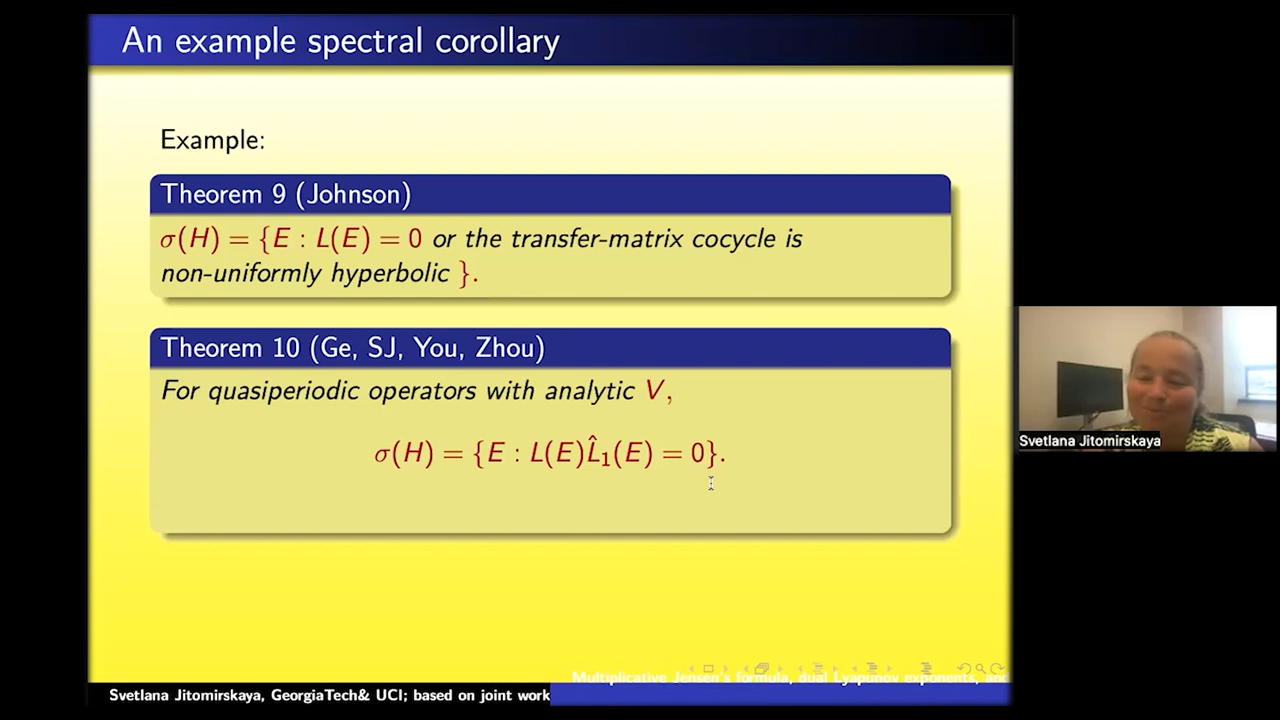 An example spectral corollary
Example:
Theorem 9 (Johnson)
σ(H) = {E : L(E) = 0 or the transfer-matrix cocycle is
non-uniformly hyperbolic }.
Theorem 10 (Ge, SJ, You, Zhou)
For quasiperiodic operators with analytic V,
σ(H) = {E : L(E)L̂₁(E) = 0}.
Svetlana Jitomirskaya
Multiplicative Jensen's formula, dual Lyapunov exponents, and
Svetlana Jitomirskaya, GeorgiaTech& UCI; based on joint work